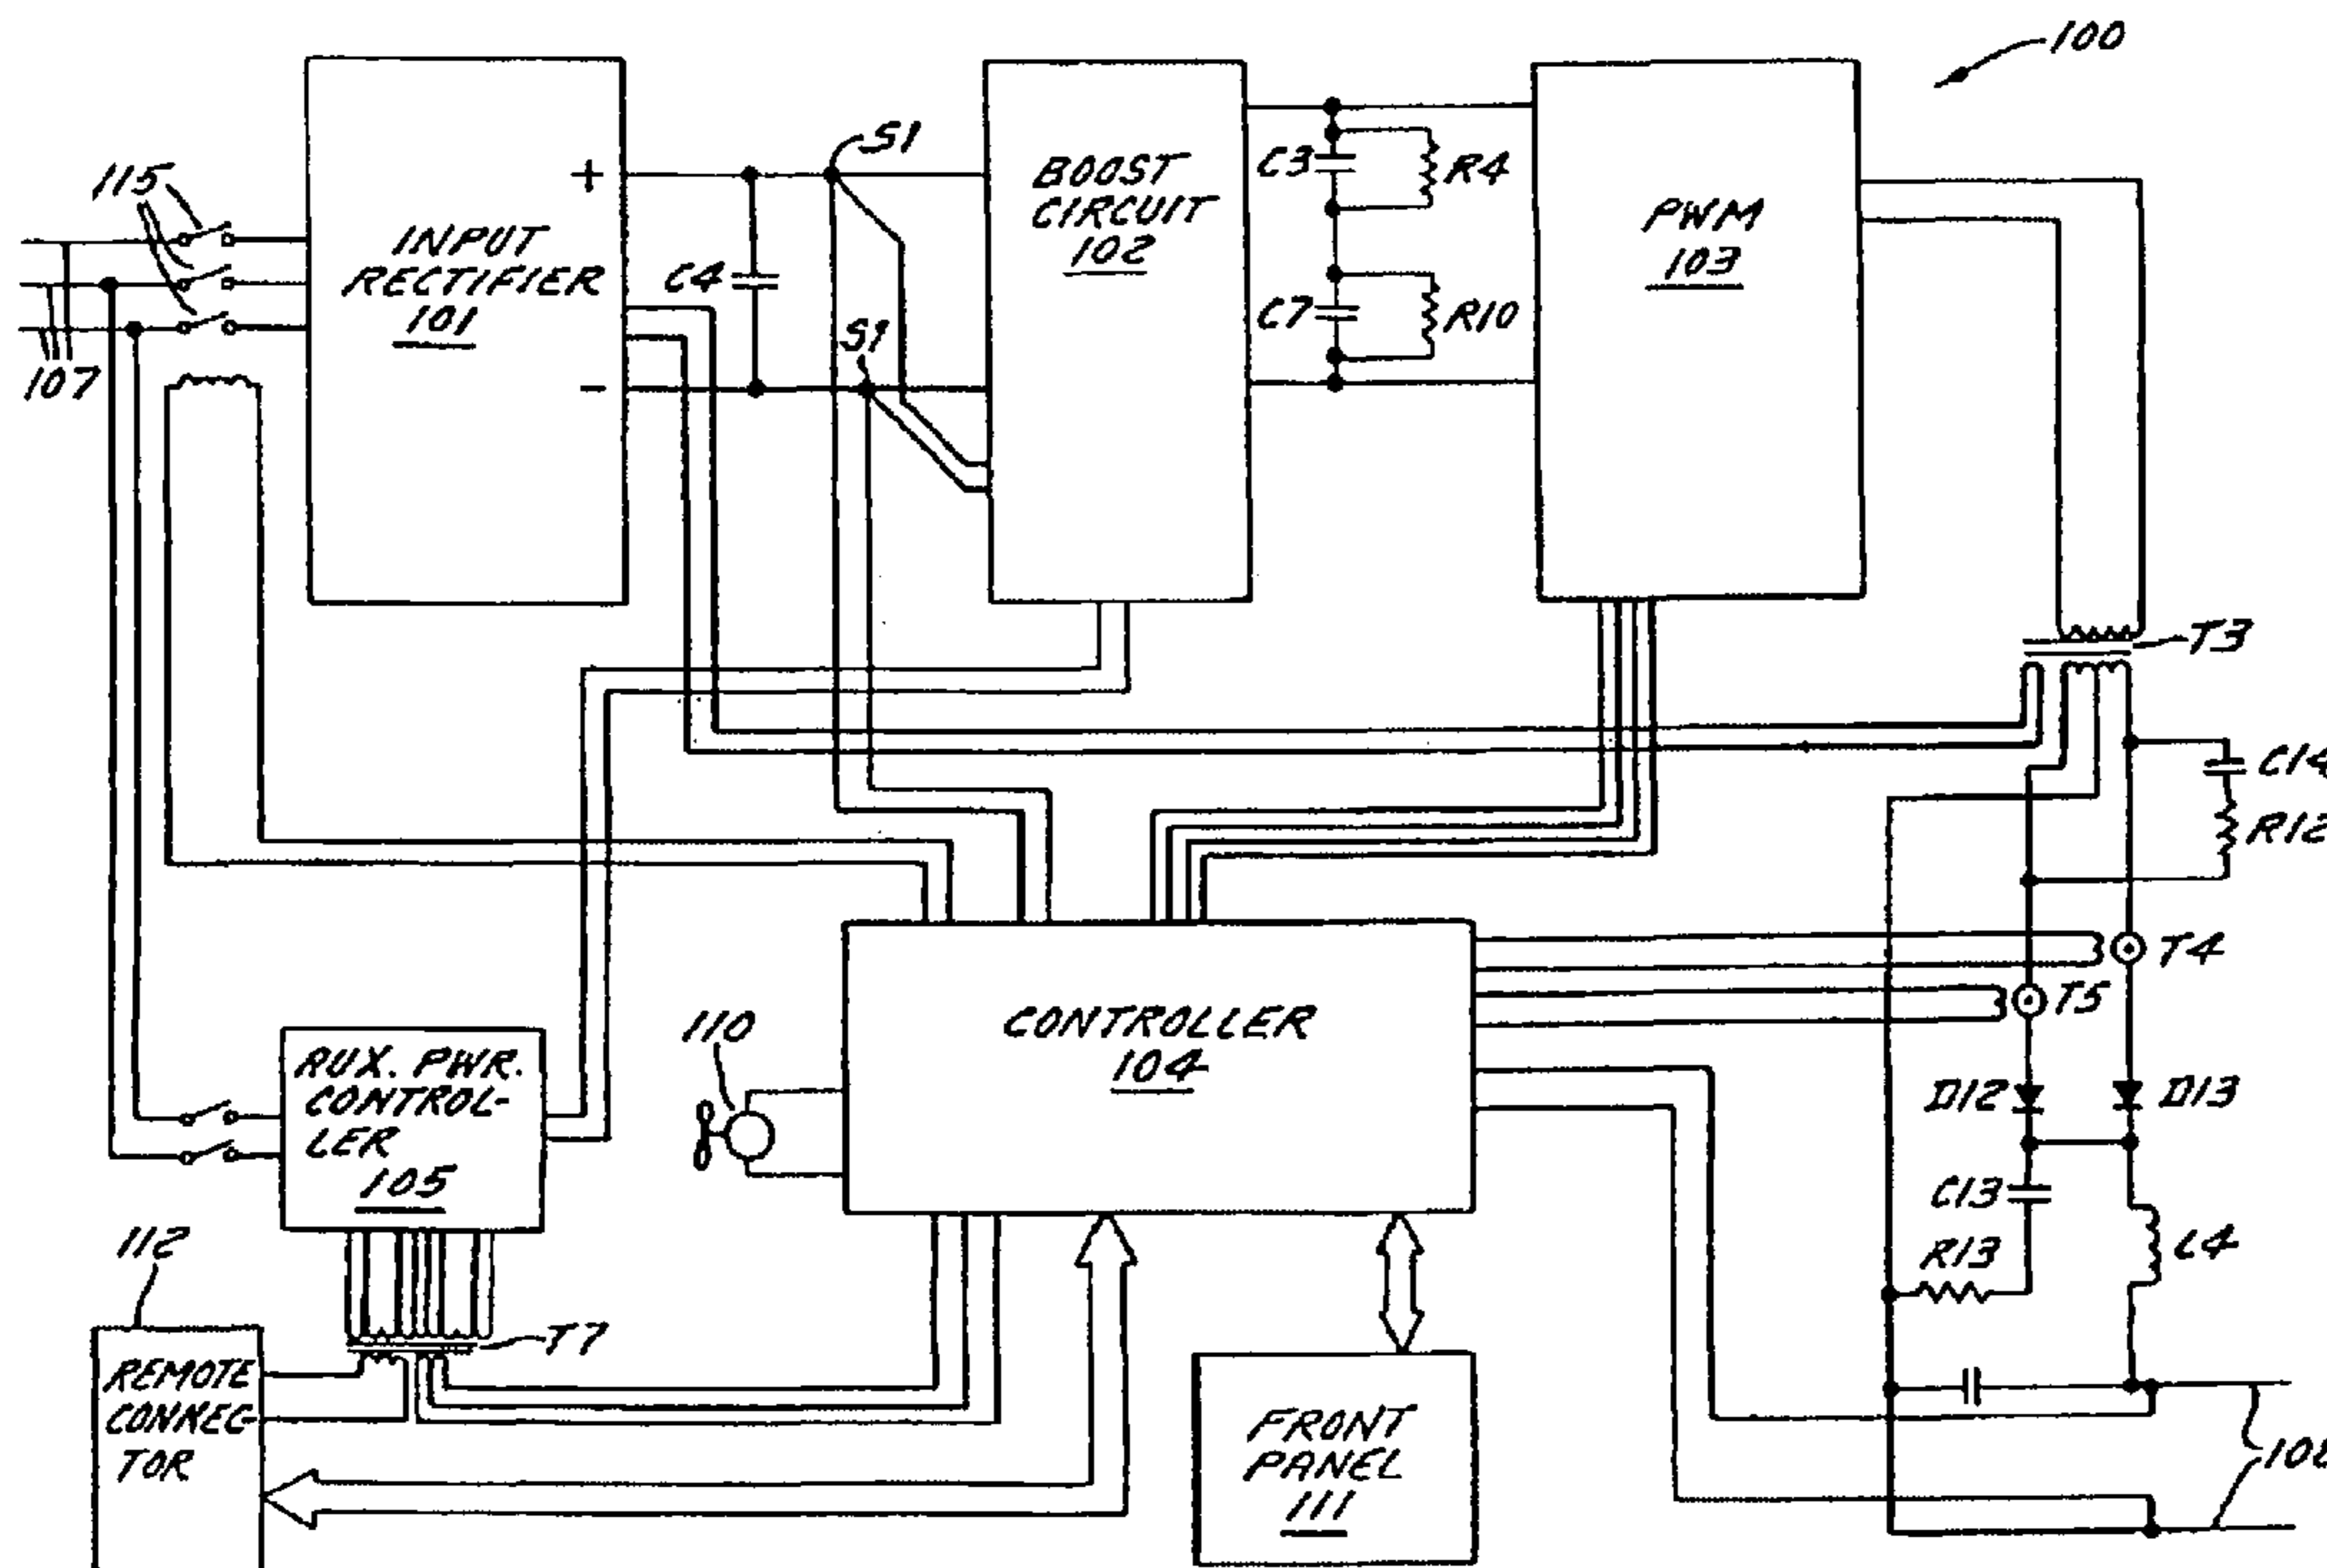 100
S1
115
+
C3
R4
BOOST
CIRCUIT
102
PWM
103
INPUT
RECTIFIER
101
C4
C7
R10
S1
107
-
T3
C14
R12
T4
T5
110
CONTROLLER
104
AUX. PWR.
CONTROL-
LER
105
D12
D13
C13
L4
R13
112
T7
REMOTE
CONNEC-
TOR
FRONT
PANEL
111